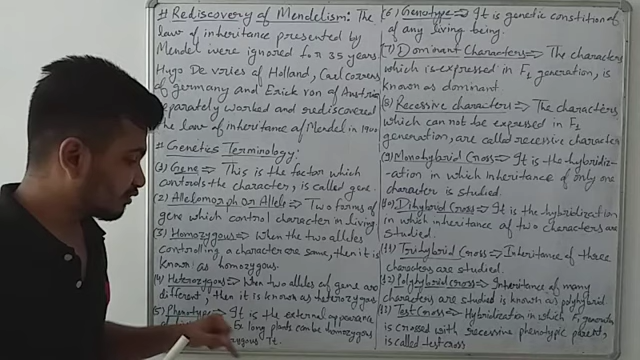 # Rediscovery of Mendelism: The
law of inheritance presented by
Mendel were ignored for 35 years
Hugo De vries of Holland, Carl correns
of germany and Erick von of Austria
separately worked and rediscovered
the law of inheritance of Mendel in 1900
# Genetics Terminology:
(1) Gene ⇒ This is the factor which
controls the character, is called gene.
(2) Allelomorph or Allele ⇒ Two forms of
gene which control character in living.
(3) Homozygous ⇒ when the two alleles
controlling a character are same, then it is
known as homozygous.
(4) Heterozygous ⇒ when two alleles of gene are
different, then it is known as heterozygous
(5) Phenotype ⇒ It is the external appearance
Ex long plants can be homozygous
Tt.
(6) Genotype ⇒ It is genetic constitution
of any living being.
(7) Dominant Characters ⇒ The characters
which is expressed in F1 generation, is
known as dominant
(8) Recessive characters ⇒ The characters
which can not be expressed in F1
generation, are called recessive characters
(9) Monohybrid Cross ⇒ It is the hybridiz-
-ation in which inheritance of only one
character is studied.
(10) Dihybrid Cross ⇒ It is the hybridization
in which inheritance of two characters are
studied.
(11) Trihybrid Cross ⇒ Inheritance of three
characters are studied.
(12) Polyhybrid cross ⇒ Inheritance of many
characters are studied is known as polyhybrid
(13) Test Cross ⇒ Hybridization in which F1 generation
is crossed with recessive phenotypic parents,
is called test cross